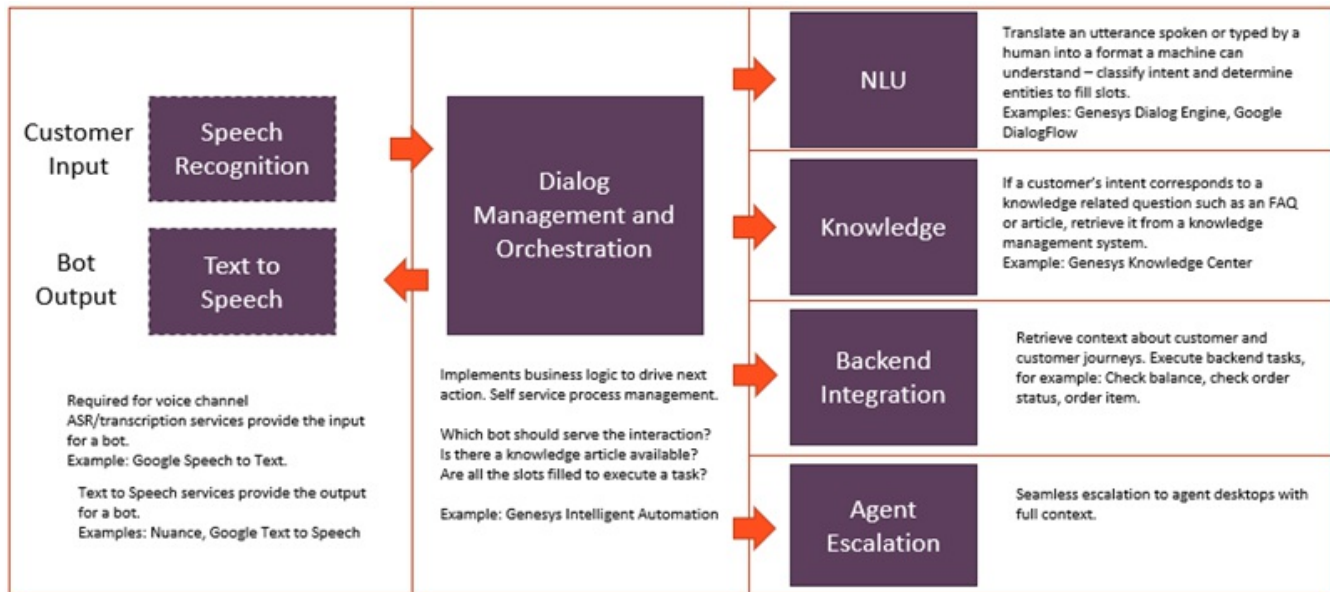 Customer
Input
Speech
Recognition
Bot
Output
Text to
Speech
Required for voice channel
ASR/transcription services provide the input
for a bot.
Example: Google Speech to Text.
Text to Speech services provide the output
for a bot.
Examples: Nuance, Google Text to Speech
Dialog
Management and
Orchestration
Implements business logic to drive next
action. Self service process management.
Which bot should serve the interaction?
Is there a knowledge article available?
Are all the slots filled to execute a task?
Example: Genesys Intelligent Automation
NLU
Translate an utterance spoken or typed by a
human into a format a machine can
understand – classify intent and determine
entities to fill slots.
Examples: Genesys Dialog Engine, Google
DialogFlow
Knowledge
If a customer's intent corresponds to a
knowledge related question such as an FAQ
or article, retrieve it from a knowledge
management system.
Example: Genesys Knowledge Center
Backend
Integration
Retrieve context about customer and
customer journeys. Execute backend tasks,
for example: Check balance, check order
status, order item.
Agent
Escalation
Seamless escalation to agent desktops with
full context.